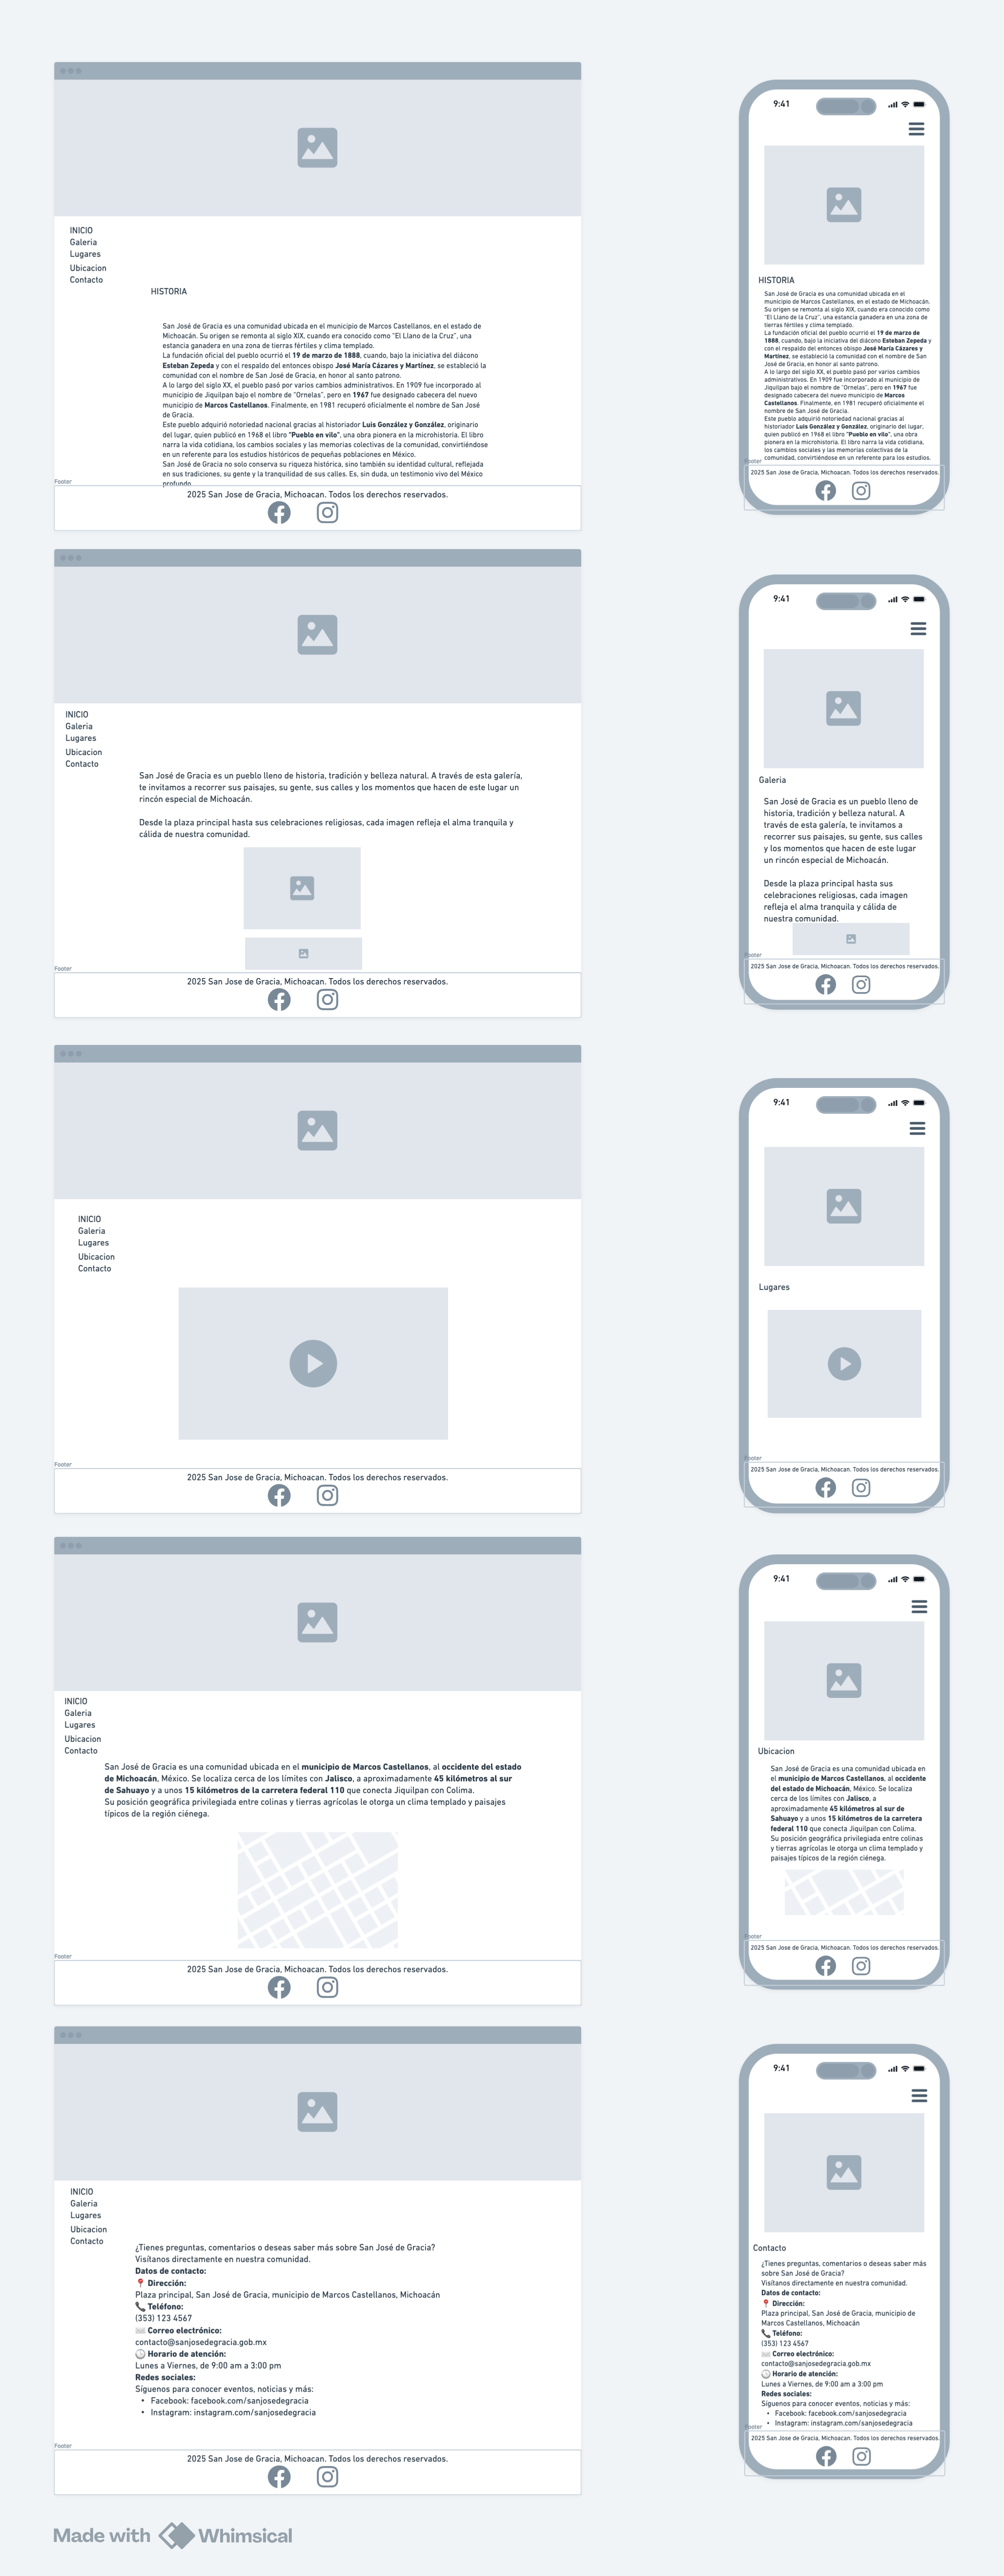 INICIO
Galeria
Lugares
Ubicacion
Contacto
HISTORIA
San José de Gracia es una comunidad ubicada en el municipio de Marcos Castellanos, en el estado de
Michoacán. Su origen se remonta al siglo XIX, cuando era conocido como "El Llano de la Cruz", una
estancia ganadera en una zona de tierras fértiles y clima templado.
La fundación oficial del pueblo ocurrió el 19 de marzo de 1888, cuando, bajo la iniciativa del diácono
Esteban Zepeda y con el respaldo del entonces obispo José María Cázares y Martínez, se estableció la
comunidad con el nombre de San José de Gracia, en honor al santo patrono.
A lo largo del siglo XX, el pueblo pasó por varios cambios administrativos. En 1909 fue incorporado al
municipio de Jiquilpan bajo el nombre de "Ornelas", pero en 1967 fue designado cabecera del nuevo
municipio de Marcos Castellanos. Finalmente, en 1981 recuperó oficialmente el nombre de San José
de Gracia.
Este pueblo adquirió notoriedad nacional gracias al historiador Luis González y González, originario
del lugar, quien publicó en 1968 el libro "Pueblo en vilo", una obra pionera en la microhistoria. El libro
narra la vida cotidiana, los cambios sociales y las memorias colectivas de la comunidad, convirtiéndose
en un referente para los estudios históricos de pequeñas poblaciones en México.
San José de Gracia no solo conserva su riqueza histórica, sino también su identidad cultural, reflejada
en sus tradiciones, su gente y la tranquilidad de sus calles. Es, sin duda, un testimonio vivo del México
profundo
Footer
2025 San Jose de Gracia, Michoacan. Todos los derechos reservados.
9:41
HISTORIA
San José de Gracia es una comunidad ubicada en el
municipio de Marcos Castellanos, en el estado de Michoacán.
Su origen se remonta al siglo XIX, cuando era conocido como
"El Llano de la Cruz", una estancia ganadera en una zona de
tierras fértiles y clima templado.
La fundación oficial del pueblo ocurrió el 19 de marzo de
1888, cuando, bajo la iniciativa del diácono Esteban Zepeda y
con el respaldo del entonces obispo José María Cázares y
Martínez, se estableció la comunidad con el nombre de San
José de Gracia, en honor al santo patrono.
A lo largo del siglo XX, el pueblo pasó por varios cambios
administrativos. En 1909 fue incorporado al municipio de
Jiquilpan bajo el nombre de "Ornelas", pero en 1967 fue
designado cabecera del nuevo municipio de Marcos
Castellanos. Finalmente, en 1981 recuperó oficialmente el
nombre de San José de Gracia.
Este pueblo adquirió notoriedad nacional gracias al
historiador Luis González y González, originario del lugar,
quien publicó en 1968 el libro "Pueblo en vilo", una obra
pionera en la microhistoria. El libro narra la vida cotidiana,
los cambios sociales y las memorias colectivas de la
comunidad, convirtiéndose en un referente para los estudios.
Footer
2025 San Jose de Gracia, Michoacan. Todos los derechos reservados.
INICIO
Galeria
Lugares
Ubicacion
Contacto
San José de Gracia es un pueblo lleno de historia, tradición y belleza natural. A través de esta galería,
te invitamos a recorrer sus paisajes, su gente, sus calles y los momentos que hacen de este lugar un
rincón especial de Michoacán.
Desde la plaza principal hasta sus celebraciones religiosas, cada imagen refleja el alma tranquila y
cálida de nuestra comunidad.
Footer
2025 San Jose de Gracia, Michoacan. Todos los derechos reservados.
9:41
Galeria
San José de Gracia es un pueblo lleno de
historia, tradición y belleza natural. A
través de esta galería, te invitamos a
recorrer sus paisajes, su gente, sus calles
y los momentos que hacen de este lugar
un rincón especial de Michoacán.
Desde la plaza principal hasta sus
celebraciones religiosas, cada imagen
refleja el alma tranquila y cálida de
nuestra comunidad.
Footer
2025 San Jose de Gracia, Michoacan. Todos los derechos reservados.
INICIO
Galeria
Lugares
Ubicacion
Contacto
Footer
2025 San Jose de Gracia, Michoacan. Todos los derechos reservados.
9:41
Lugares
Footer
2025 San Jose de Gracia, Michoacan. Todos los derechos reservados.
INICIO
Galeria
Lugares
Ubicacion
Contacto
San José de Gracia es una comunidad ubicada en el municipio de Marcos Castellanos, al occidente del estado
de Michoacán, México. Se localiza cerca de los límites con Jalisco, a aproximadamente 45 kilómetros al sur
de Sahuayo y a unos 15 kilómetros de la carretera federal 110 que conecta Jiquilpan con Colima.
Su posición geográfica privilegiada entre colinas y tierras agrícolas le otorga un clima templado y paisajes
típicos de la región ciénega.
Footer
2025 San Jose de Gracia, Michoacan. Todos los derechos reservados.
9:41
Ubicacion
San José de Gracia es una comunidad ubicada en
el municipio de Marcos Castellanos, al occidente
del estado de Michoacán, México. Se localiza
cerca de los límites con Jalisco, a
aproximadamente 45 kilómetros al sur de
Sahuayo y a unos 15 kilómetros de la carretera
federal 110 que conecta Jiquilpan con Colima.
Su posición geográfica privilegiada entre colinas
y tierras agrícolas le otorga un clima templado y
paisajes típicos de la región ciénega.
Footer
2025 San Jose de Gracia, Michoacan. Todos los derechos reservados.
INICIO
Galeria
Lugares
Ubicacion
Contacto
¿Tienes preguntas, comentarios o deseas saber más sobre San José de Gracia?
Visítanos directamente en nuestra comunidad.
Datos de contacto:
📍 Dirección:
Plaza principal, San José de Gracia, municipio de Marcos Castellanos, Michoacán
📞 Teléfono:
(353) 123 4567
✉️ Correo electrónico:
contacto@sanjosedegracia.gob.mx
🕒 Horario de atención:
Lunes a Viernes, de 9:00 am a 3:00 pm
Redes sociales:
Síguenos para conocer eventos, noticias y más:
• Facebook: facebook.com/sanjosedegracia
• Instagram: instagram.com/sanjosedegracia
Footer
2025 San Jose de Gracia, Michoacan. Todos los derechos reservados.
9:41
Contacto
¿Tienes preguntas, comentarios o deseas saber más
sobre San José de Gracia?
Visítanos directamente en nuestra comunidad.
Datos de contacto:
📍 Dirección:
Plaza principal, San José de Gracia, municipio de
Marcos Castellanos, Michoacán
📞 Teléfono:
(353) 123 4567
✉️ Correo electrónico:
contacto@sanjosedegracia.gob.mx
🕒 Horario de atención:
Lunes a Viernes, de 9:00 am a 3:00 pm
Redes sociales:
Síguenos para conocer eventos, noticias y más:
• Facebook: facebook.com/sanjosedegracia
• Instagram: instagram.com/sanjosedegracia
Footer
2025 San Jose de Gracia, Michoacan. Todos los derechos reservados.
Made with Whimsical